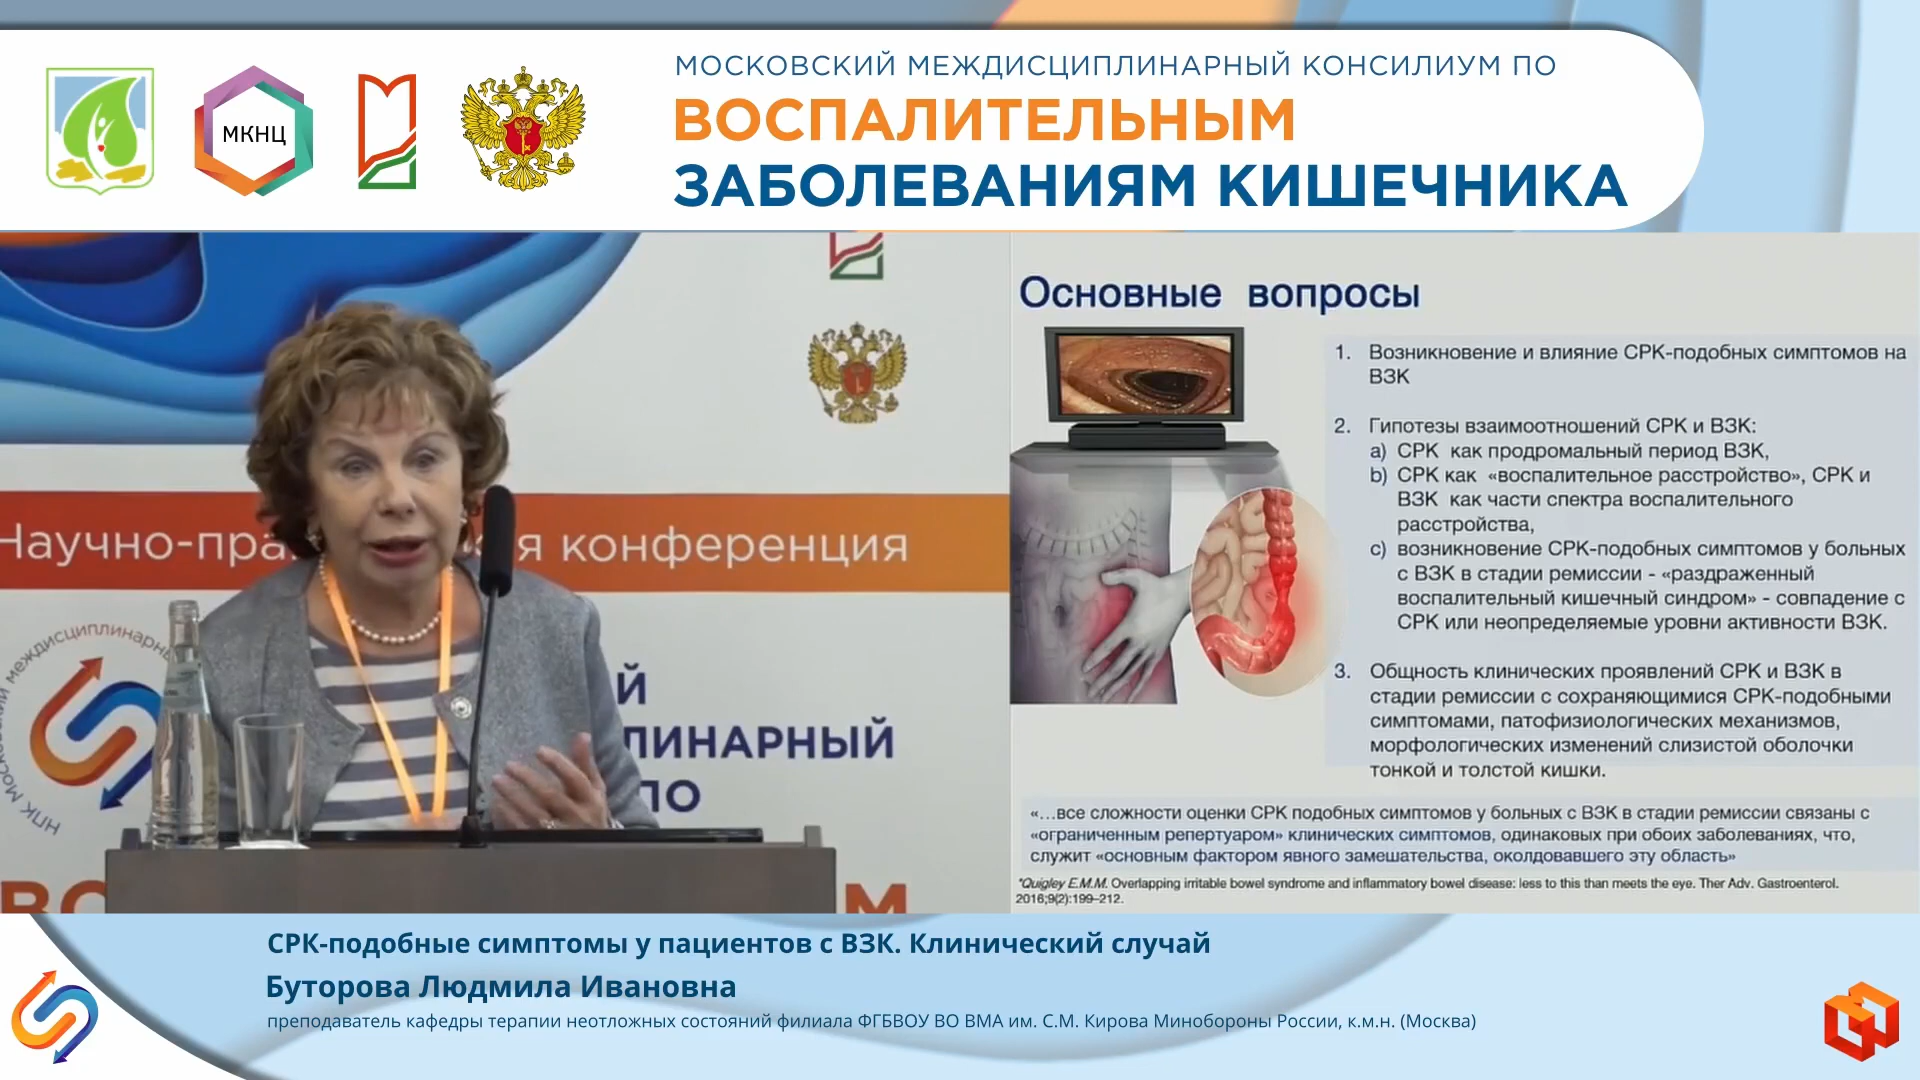 МКНЦ
МОСКОВСКИЙ МЕЖДИСЦИПЛИНАРНЫЙ КОНСИЛИУМ ПО
ВОСПАЛИТЕЛЬНЫМ
ЗАБОЛЕВАНИЯМ КИШЕЧНИКА
Научно-пра я конференция
НПК Московский междисциплинарны
Й
ЛИНАРНЫЙ
ПО
ВО М
Основные вопросы
1. Возникновение и влияние СРК-подобных симптомов на
ВЗК
2. Гипотезы взаимоотношений СРК и ВЗК:
a) СРК как продромальный период ВЗК,
b) СРК как «воспалительное расстройство», СРК и
ВЗК как части спектра воспалительного
расстройства,
c) возникновение СРК-подобных симптомов у больных
с ВЗК в стадии ремиссии - «раздраженный
воспалительный кишечный синдром» - совпадение с
СРК или неопределяемые уровни активности ВЗК.
3. Общность клинических проявлений СРК и ВЗК в
стадии ремиссии с сохраняющимися СРК-подобными
симптомами, патофизиологических механизмов,
морфологических изменений слизистой оболочки
тонкой и толстой кишки.
«…все сложности оценки СРК подобных симптомов у больных с ВЗК в стадии ремиссии связаны с
«ограниченным репертуаром» клинических симптомов, одинаковых при обоих заболеваниях, что,
служит «основным фактором явного замешательства, околдовавшего эту область»
*Quigley E.M.M. Overlapping irritable bowel syndrome and inflammatory bowel disease: less to this than meets the eye. Ther Adv. Gastroenterol.
2016;9(2):199–212.
СРК-подобные симптомы у пациентов с ВЗК. Клинический случай
Буторова Людмила Ивановна
преподаватель кафедры терапии неотложных состояний филиала ФГБВОУ ВО ВМА им. С.М. Кирова Минобороны России, к.м.н. (Москва)